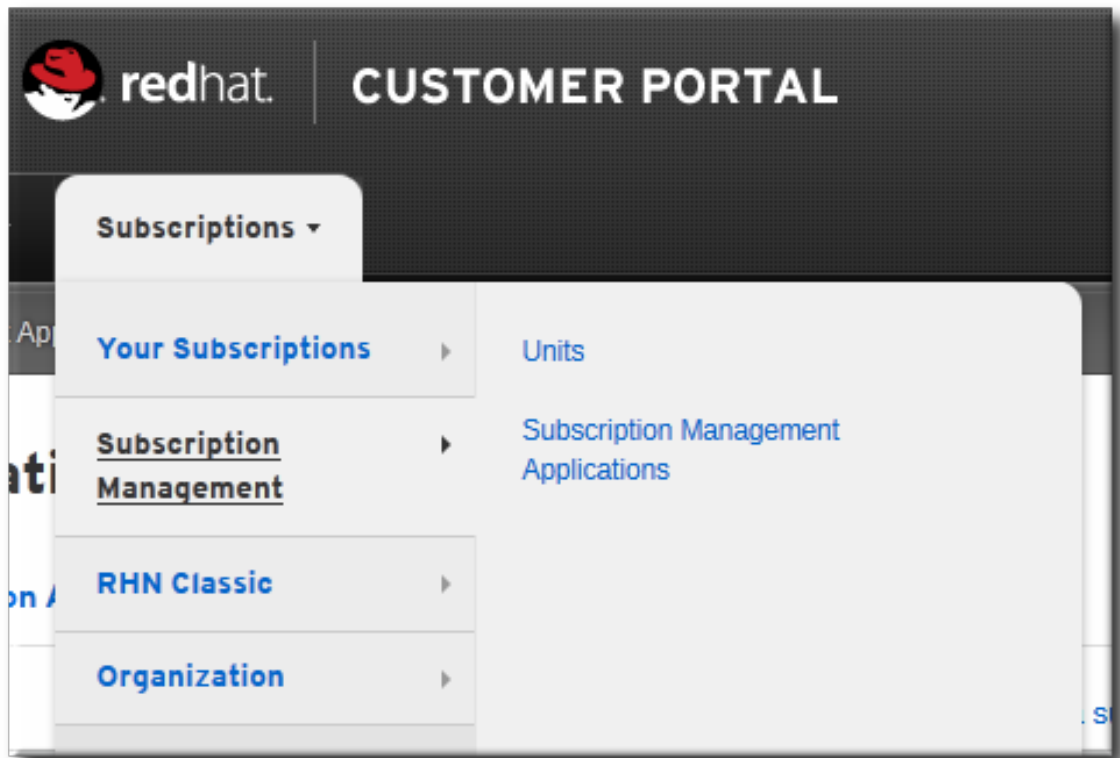 redhat. CUSTOMER PORTAL
Subscriptions
Your Subscriptions
Units
Subscription
Management
Subscription Management
Applications
RHN Classic
Organization